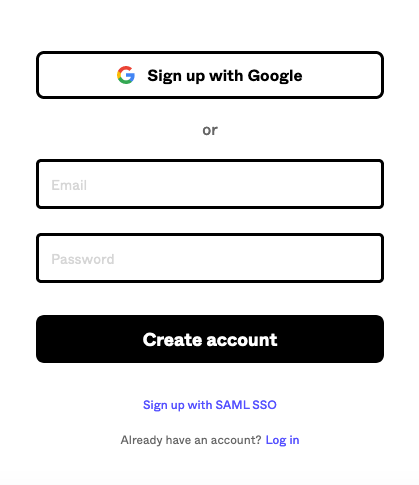 Sign up with Google
or
Email
Password
Create account
Sign up with SAML SSO
Already have an account? Log in